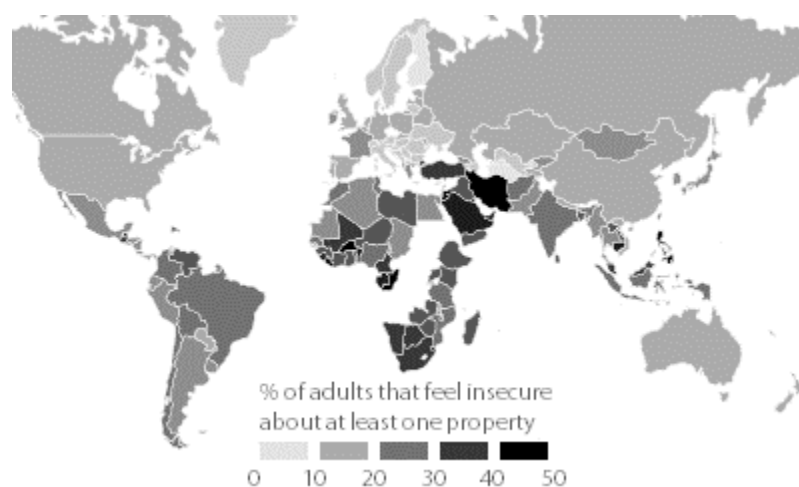 % of adults that feel insecure
about at least one property
0 10 20 30 40 50